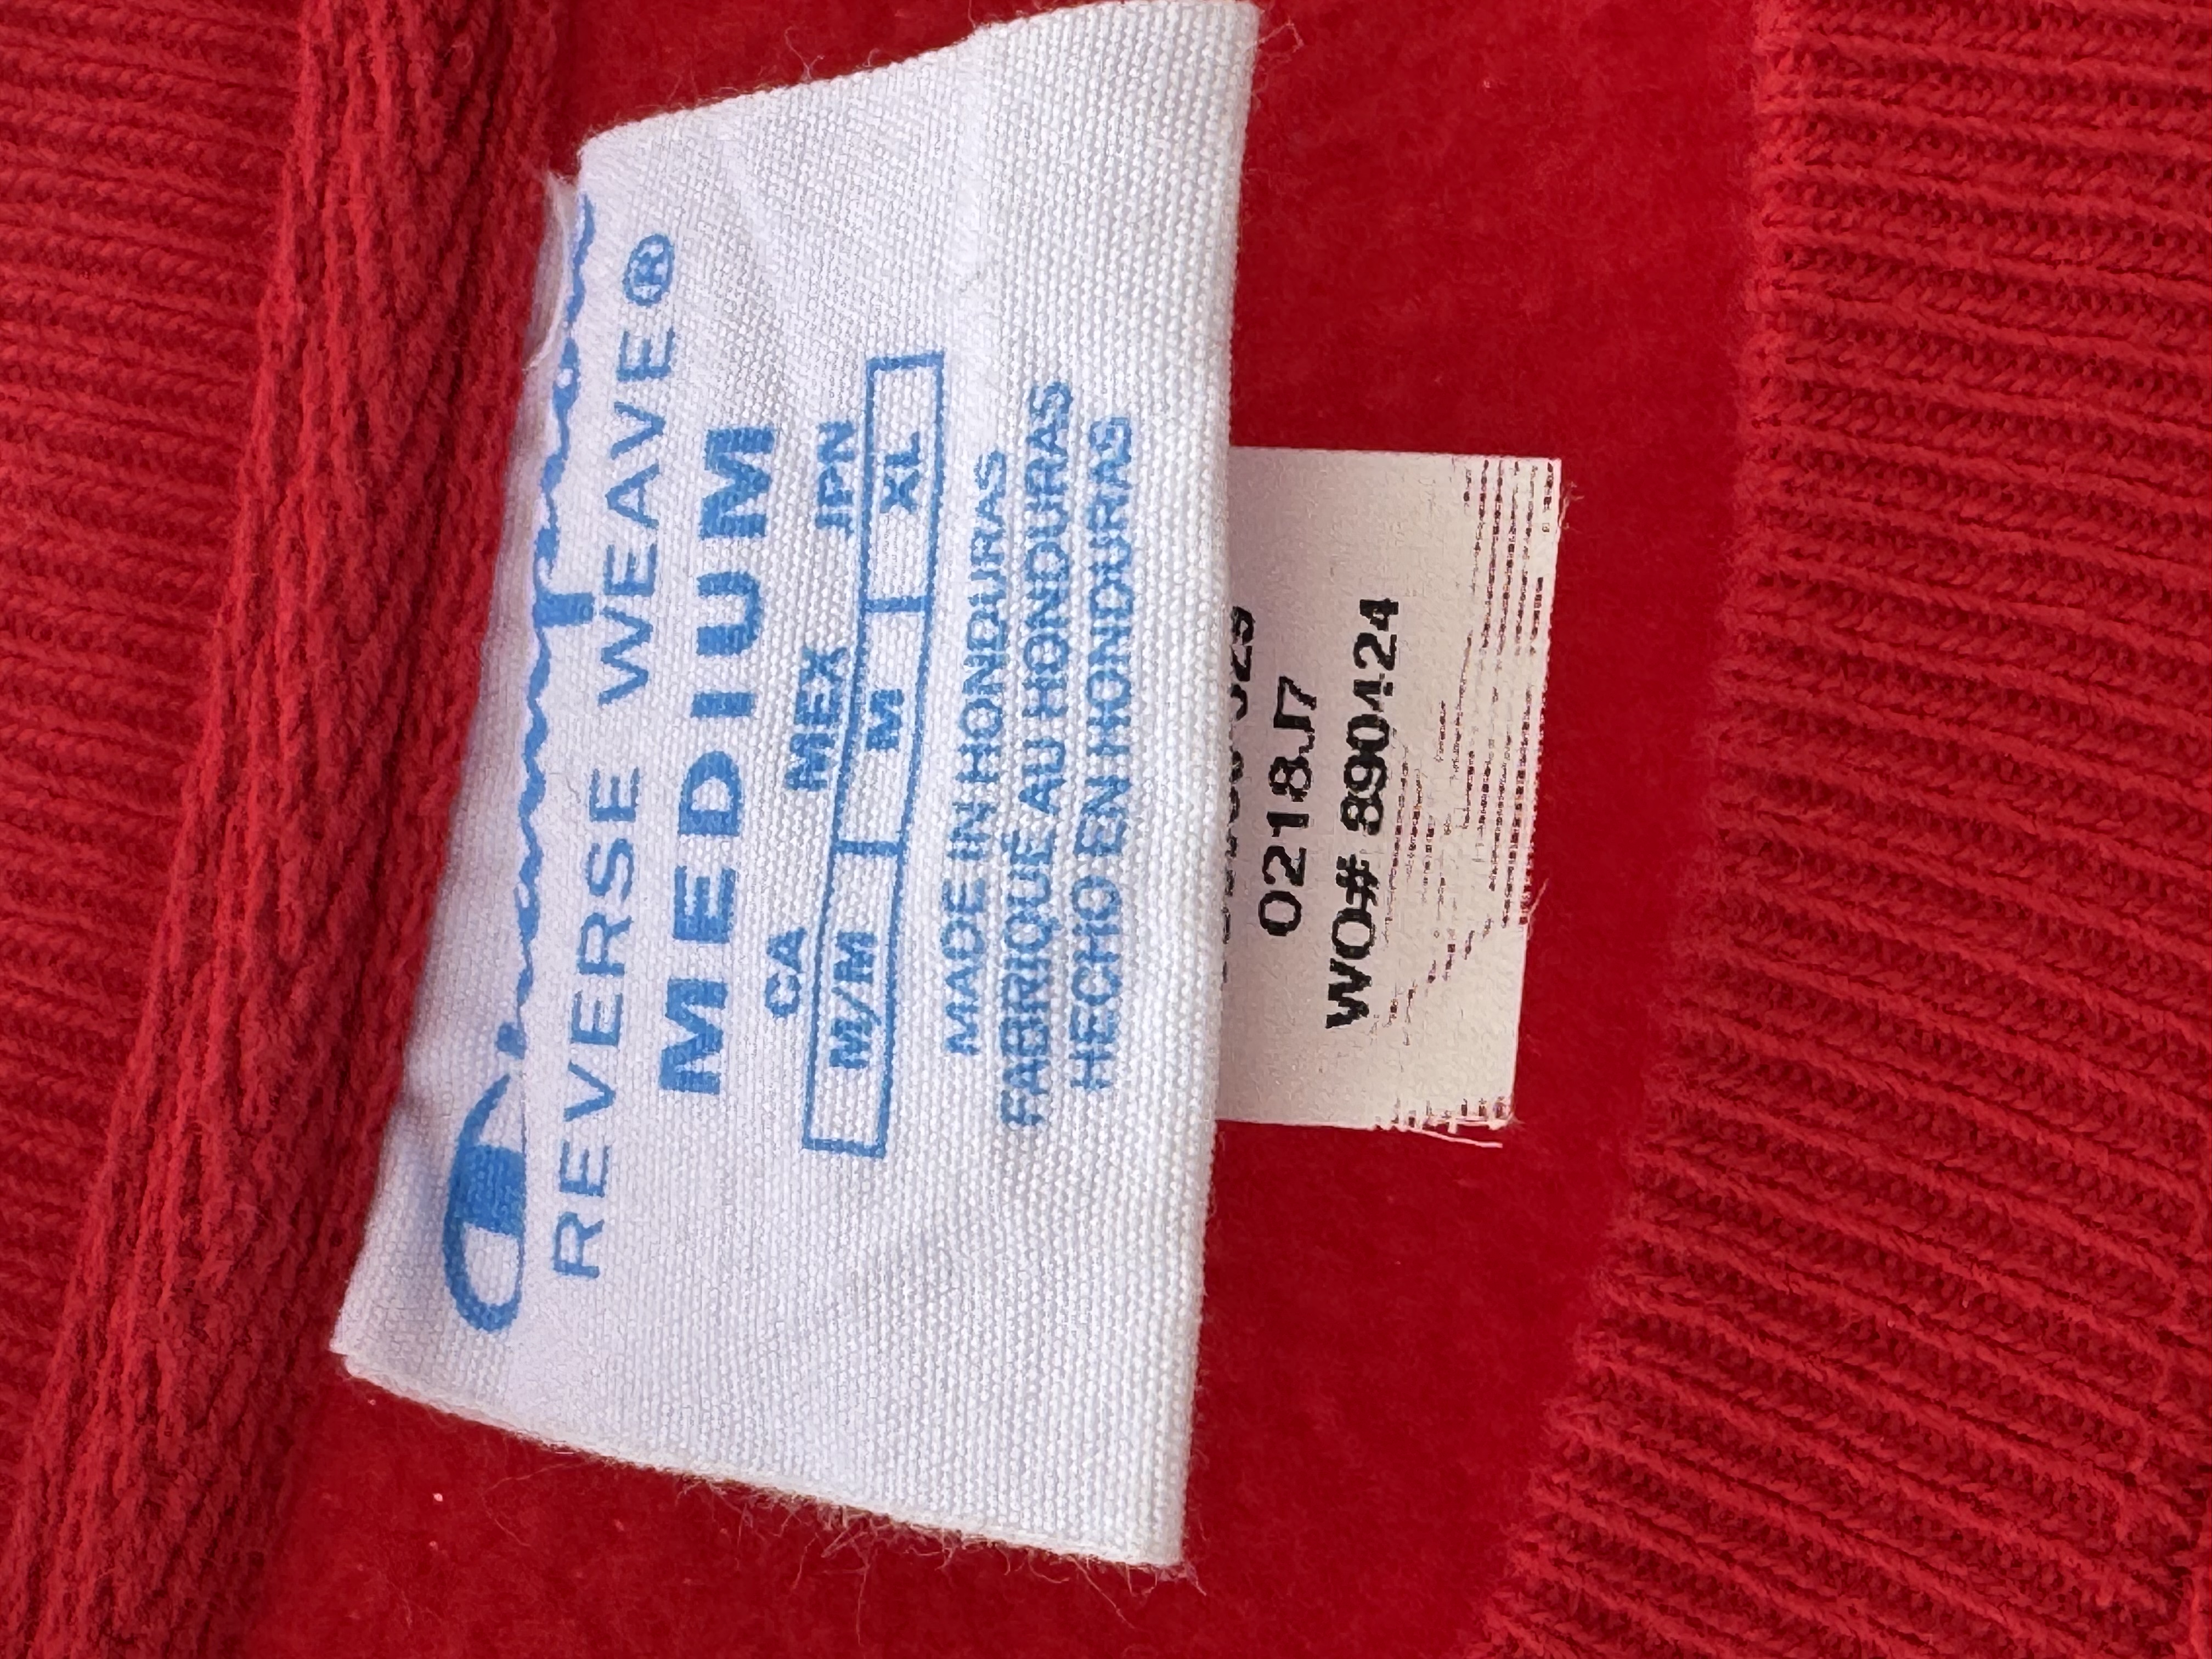 REVERSE WEAVE®
MEDIUM
CA MEX JPN
M/M M XL
MADE IN HONDURAS
FABRIQUÉ AU HONDURAS
HECHO EN HONDURAS
0218J7
WO# 890424